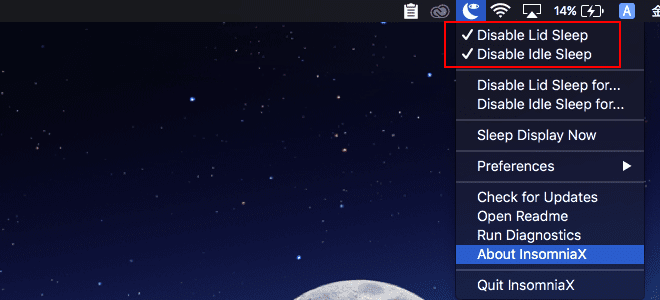 14% A 金
Disable Lid Sleep
Disable Idle Sleep
Disable Lid Sleep for...
Disable Idle Sleep for...
Sleep Display Now
Preferences
Check for Updates
Open Readme
Run Diagnostics
About InsomniaX
Quit InsomniaX